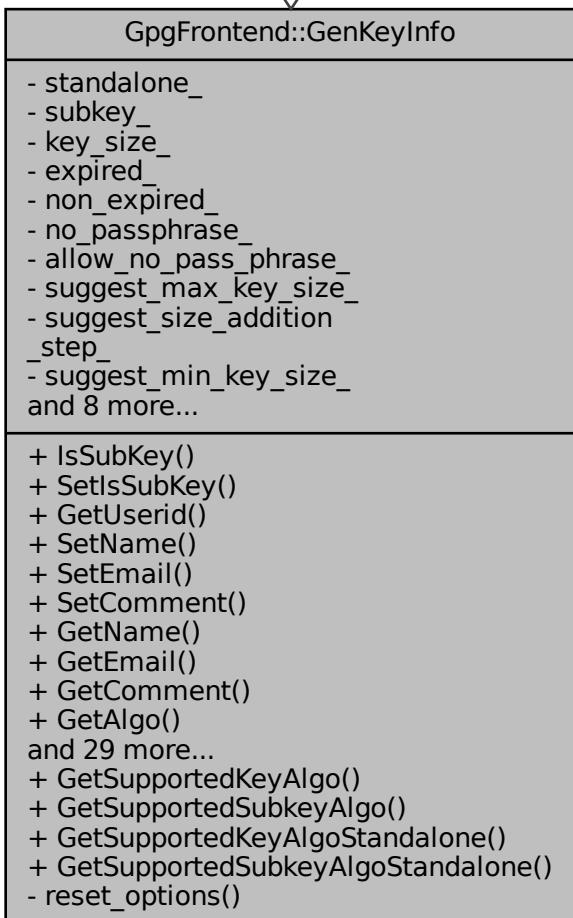 GpgFrontend::GenKeyInfo
- standalone_
- subkey_
- key_size_
- expired_
- non_expired_
- no_passphrase_
- allow_no_pass_phrase_
- suggest_max_key_size_
- suggest_size_addition
_step_
- suggest_min_key_size_
and 8 more...
+ IsSubKey()
+ SetIsSubKey()
+ GetUserid()
+ SetName()
+ SetEmail()
+ SetComment()
+ GetName()
+ GetEmail()
+ GetComment()
+ GetAlgo()
and 29 more...
+ GetSupportedKeyAlgo()
+ GetSupportedSubkeyAlgo()
+ GetSupportedKeyAlgoStandalone()
+ GetSupportedSubkeyAlgoStandalone()
- reset_options()